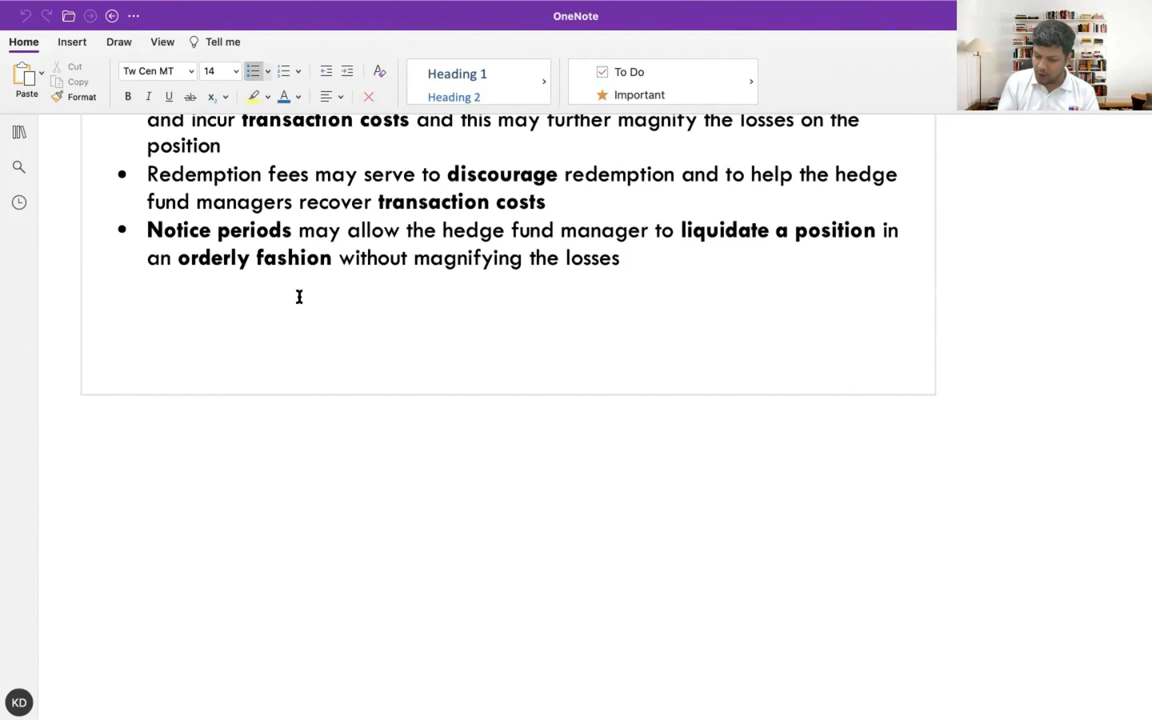 OneNote
Home Insert Draw View Tell me
Paste
Cut
Copy
Format
Tw Cen MT 14
Heading 1
Heading 2
To Do
Important
and incur transaction costs and this may further magnify the losses on the
position
• Redemption fees may serve to discourage redemption and to help the hedge
fund managers recover transaction costs
• Notice periods may allow the hedge fund manager to liquidate a position in
an orderly fashion without magnifying the losses
KD